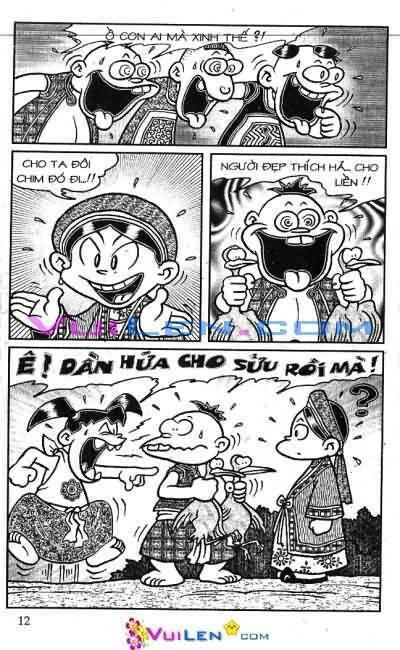 Ồ CON AI MÀ XINH THẾ ?!
CHO TA ĐÔI
CHIM ĐÓ ĐI..!!
NGƯỜI ĐẸP THÍCH HẢ... CHO
LIỀN !!
VUILEN.COM
Ê! DẦN HỨA CHO SỬU RỒI MÀ!
?
12
VUILEN.COM